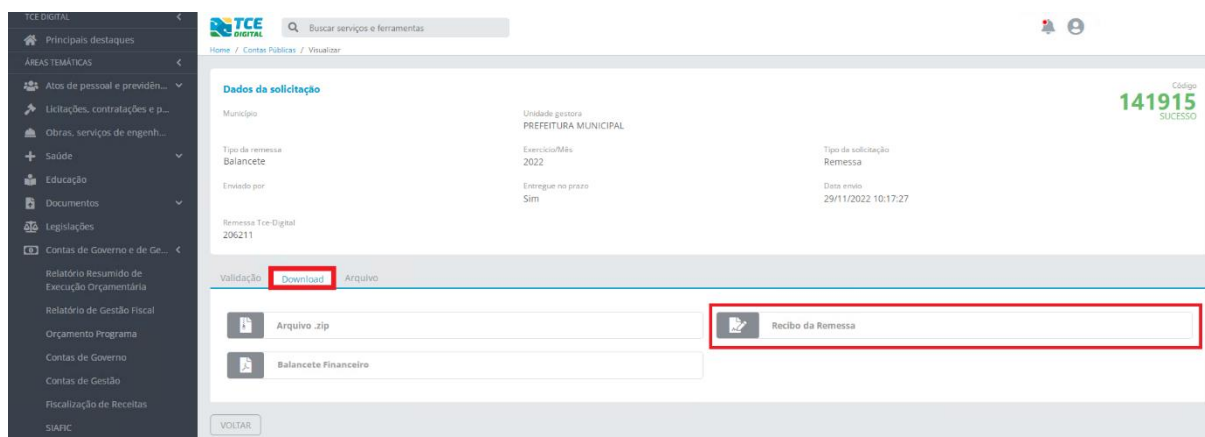 TCE DIGITAL
Principais destaques
ÁREAS TEMÁTICAS
Atos de pessoal e previdên...
Licitações, contratações e p...
Obras, serviços de engenh...
Saúde
Educação
Documentos
Legislações
Contas de Governo e de Ge...
Relatório Resumido de
Execução Orçamentária
Relatório de Gestão Fiscal
Orçamento Programa
Contas de Governo
Contas de Gestão
Fiscalização de Receitas
SIAFIC
TCE
DIGITAL
Buscar serviços e ferramentas
Home / Contas Públicas / Visualizar
Dados da solicitação
Código
141915
SUCESSO
Município
Unidade gestora
PREFEITURA MUNICIPAL
Tipo da remessa
Balancete
Exercício/Mês
2022
Tipo da solicitação
Remessa
Enviado por
Entregue no prazo
Sim
Data envio
29/11/2022 10:17:27
Remessa Tce-Digital
206211
Validação Download Arquivo
Arquivo .zip
Recibo da Remessa
Balancete Financeiro
VOLTAR